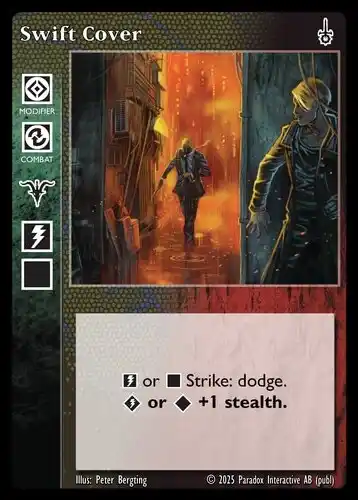 Swift Cover
MODIFIER
COMBAT
or Strike: dodge.
or +1 stealth.
Illus: Peter Bergting © 2025 Paradox Interactive AB (publ)